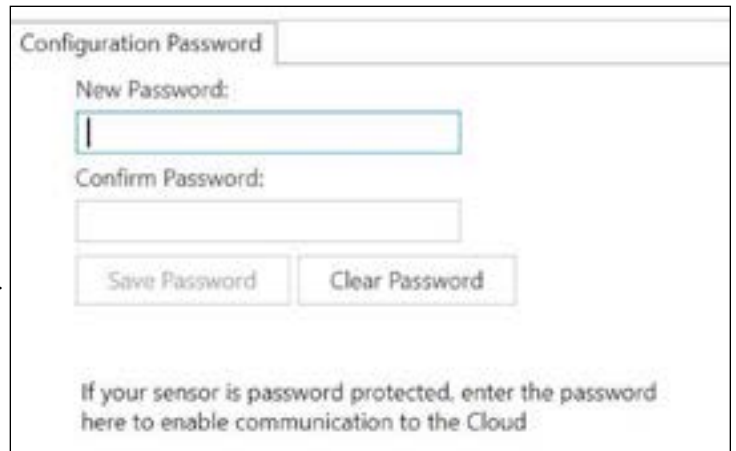 Configuration Password
New Password:
Confirm Password:
Save Password Clear Password
If your sensor is password protected, enter the password
here to enable communication to the Cloud